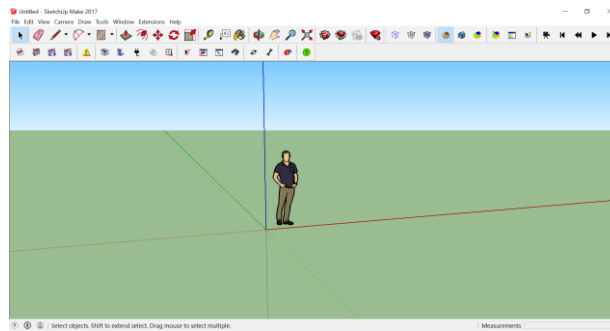 Untitled - SketchUp Make 2017
File Edit View Camera Draw Tools Window Extensions Help
Select objects. Shift to extend select. Drag mouse to select multiple.
Measurements